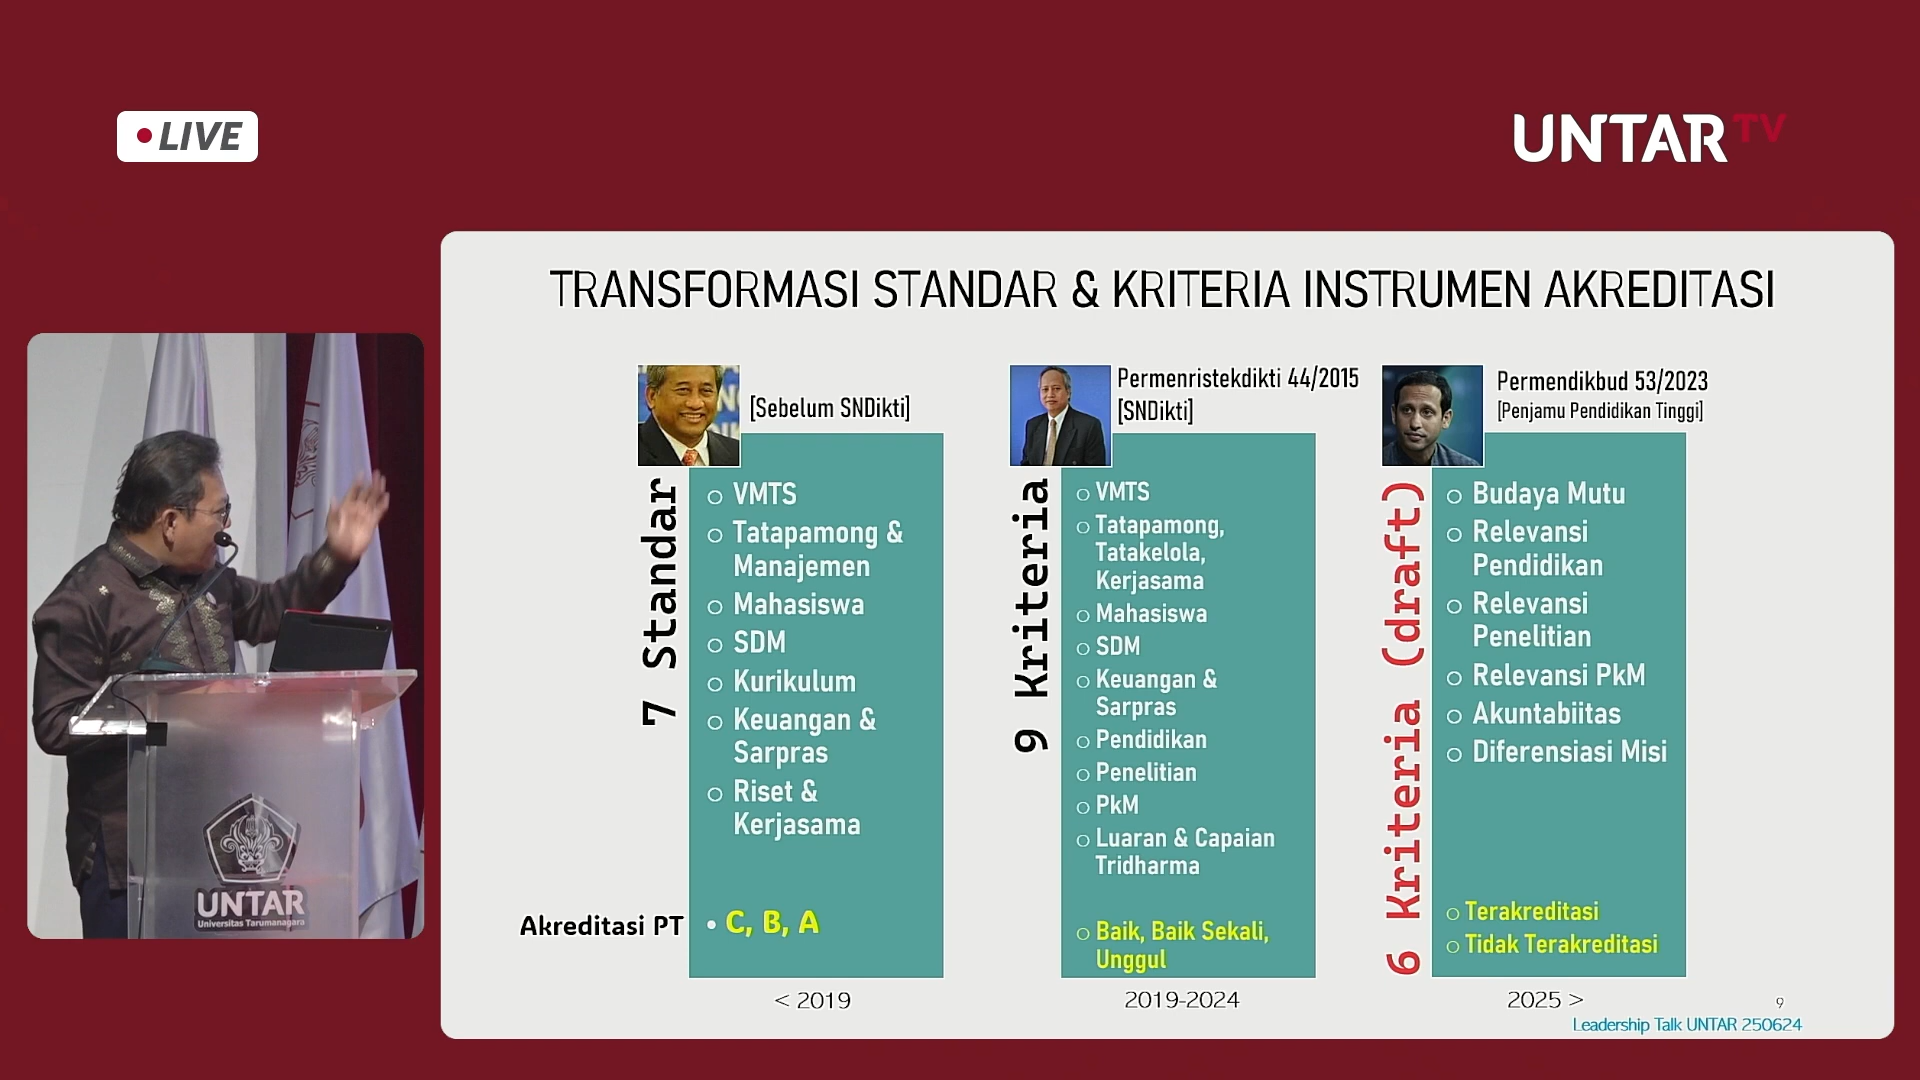 LIVE
UNTAR TV
TRANSFORMASI STANDAR & KRITERIA INSTRUMEN AKREDITASI
[Sebelum SNDikti]
7 Standar
VMTS
Tatapamong &
Manajemen
Mahasiswa
SDM
Kurikulum
Keuangan &
Sarpras
Riset &
Kerjasama
Akreditasi PT
C, B, A
< 2019
Permenristekdikti 44/2015
[SNDikti]
9 Kriteria
VMTS
Tatapamong,
Tatakelola,
Kerjasama
Mahasiswa
SDM
Keuangan &
Sarpras
Pendidikan
Penelitian
PkM
Luaran & Capaian
Tridharma
Baik, Baik Sekali,
Unggul
2019-2024
Permendikbud 53/2023
[Penjamu Pendidikan Tinggi]
6 Kriteria (draft)
Budaya Mutu
Relevansi
Pendidikan
Relevansi
Penelitian
Relevansi PkM
Akuntabiitas
Diferensiasi Misi
Terakreditasi
Tidak Terakreditasi
2025 >
9
Leadership Talk UNTAR 250624
UNTAR
Universitas Tarumanagara